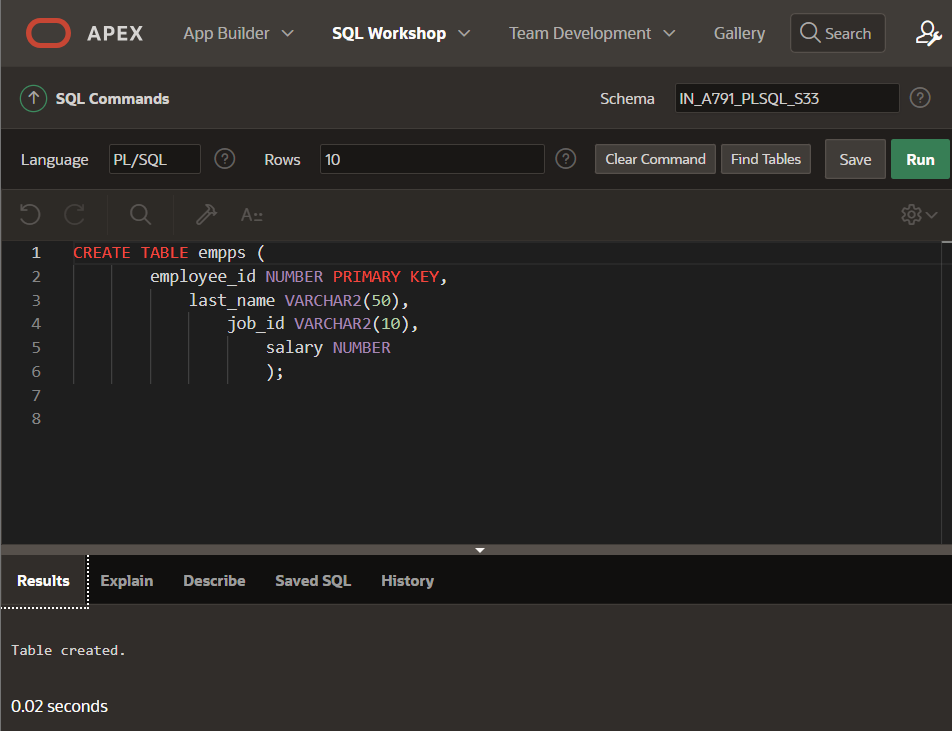 APEX App Builder SQL Workshop Team Development Gallery Search
SQL Commands Schema IN_A791_PLSQL_S33 ?
Language PL/SQL ? Rows 10 ? Clear Command Find Tables Save Run
A::
1 CREATE TABLE empps (
2 employee_id NUMBER PRIMARY KEY,
3 last_name VARCHAR2(50),
4 job_id VARCHAR2(10),
5 salary NUMBER
6 );
7
8
Results Explain Describe Saved SQL History
Table created.
0.02 seconds